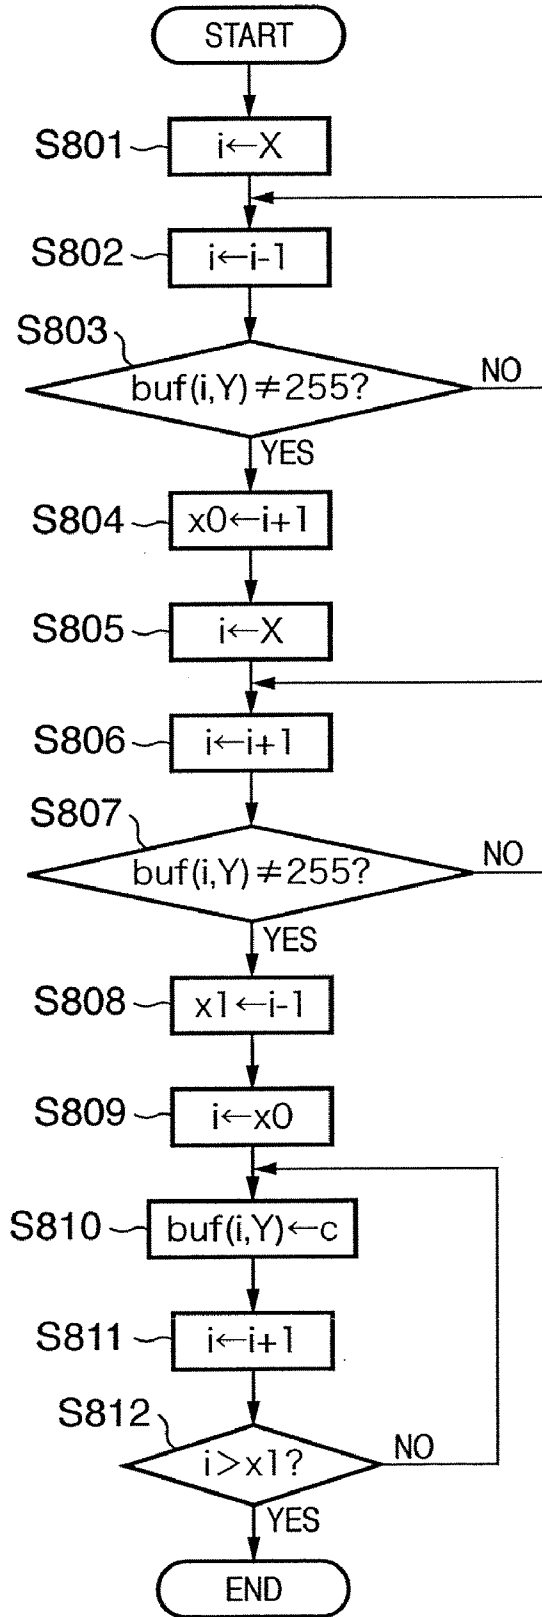 START
S801
i←X
S802
i←i-1
S803
buf(i,Y)≠255?
NO
YES
S804
x0←i+1
S805
i←X
S806
i←i+1
S807
buf(i,Y)≠255?
NO
YES
S808
x1←i-1
S809
i←x0
S810
buf(i,Y)←c
S811
i←i+1
S812
i>x1?
NO
YES
END